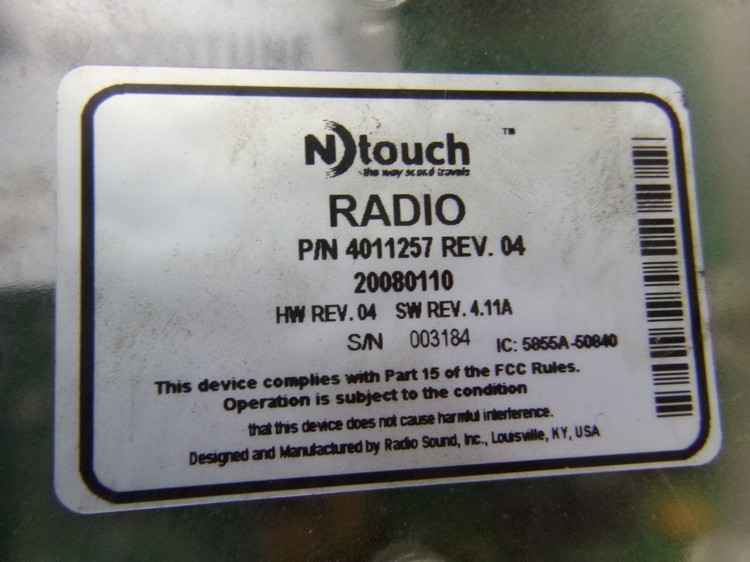 N touch ™
the way sound travels
RADIO
P/N 4011257 REV. 04
20080110
HW REV. 04 SW REV. 4.11A
S/N 003184 IC: 5855A-50840
This device complies with Part 15 of the FCC Rules.
Operation is subject to the condition
that this device does not cause harmful interference.
Designed and Manufactured by Radio Sound, Inc., Louisville, KY, USA